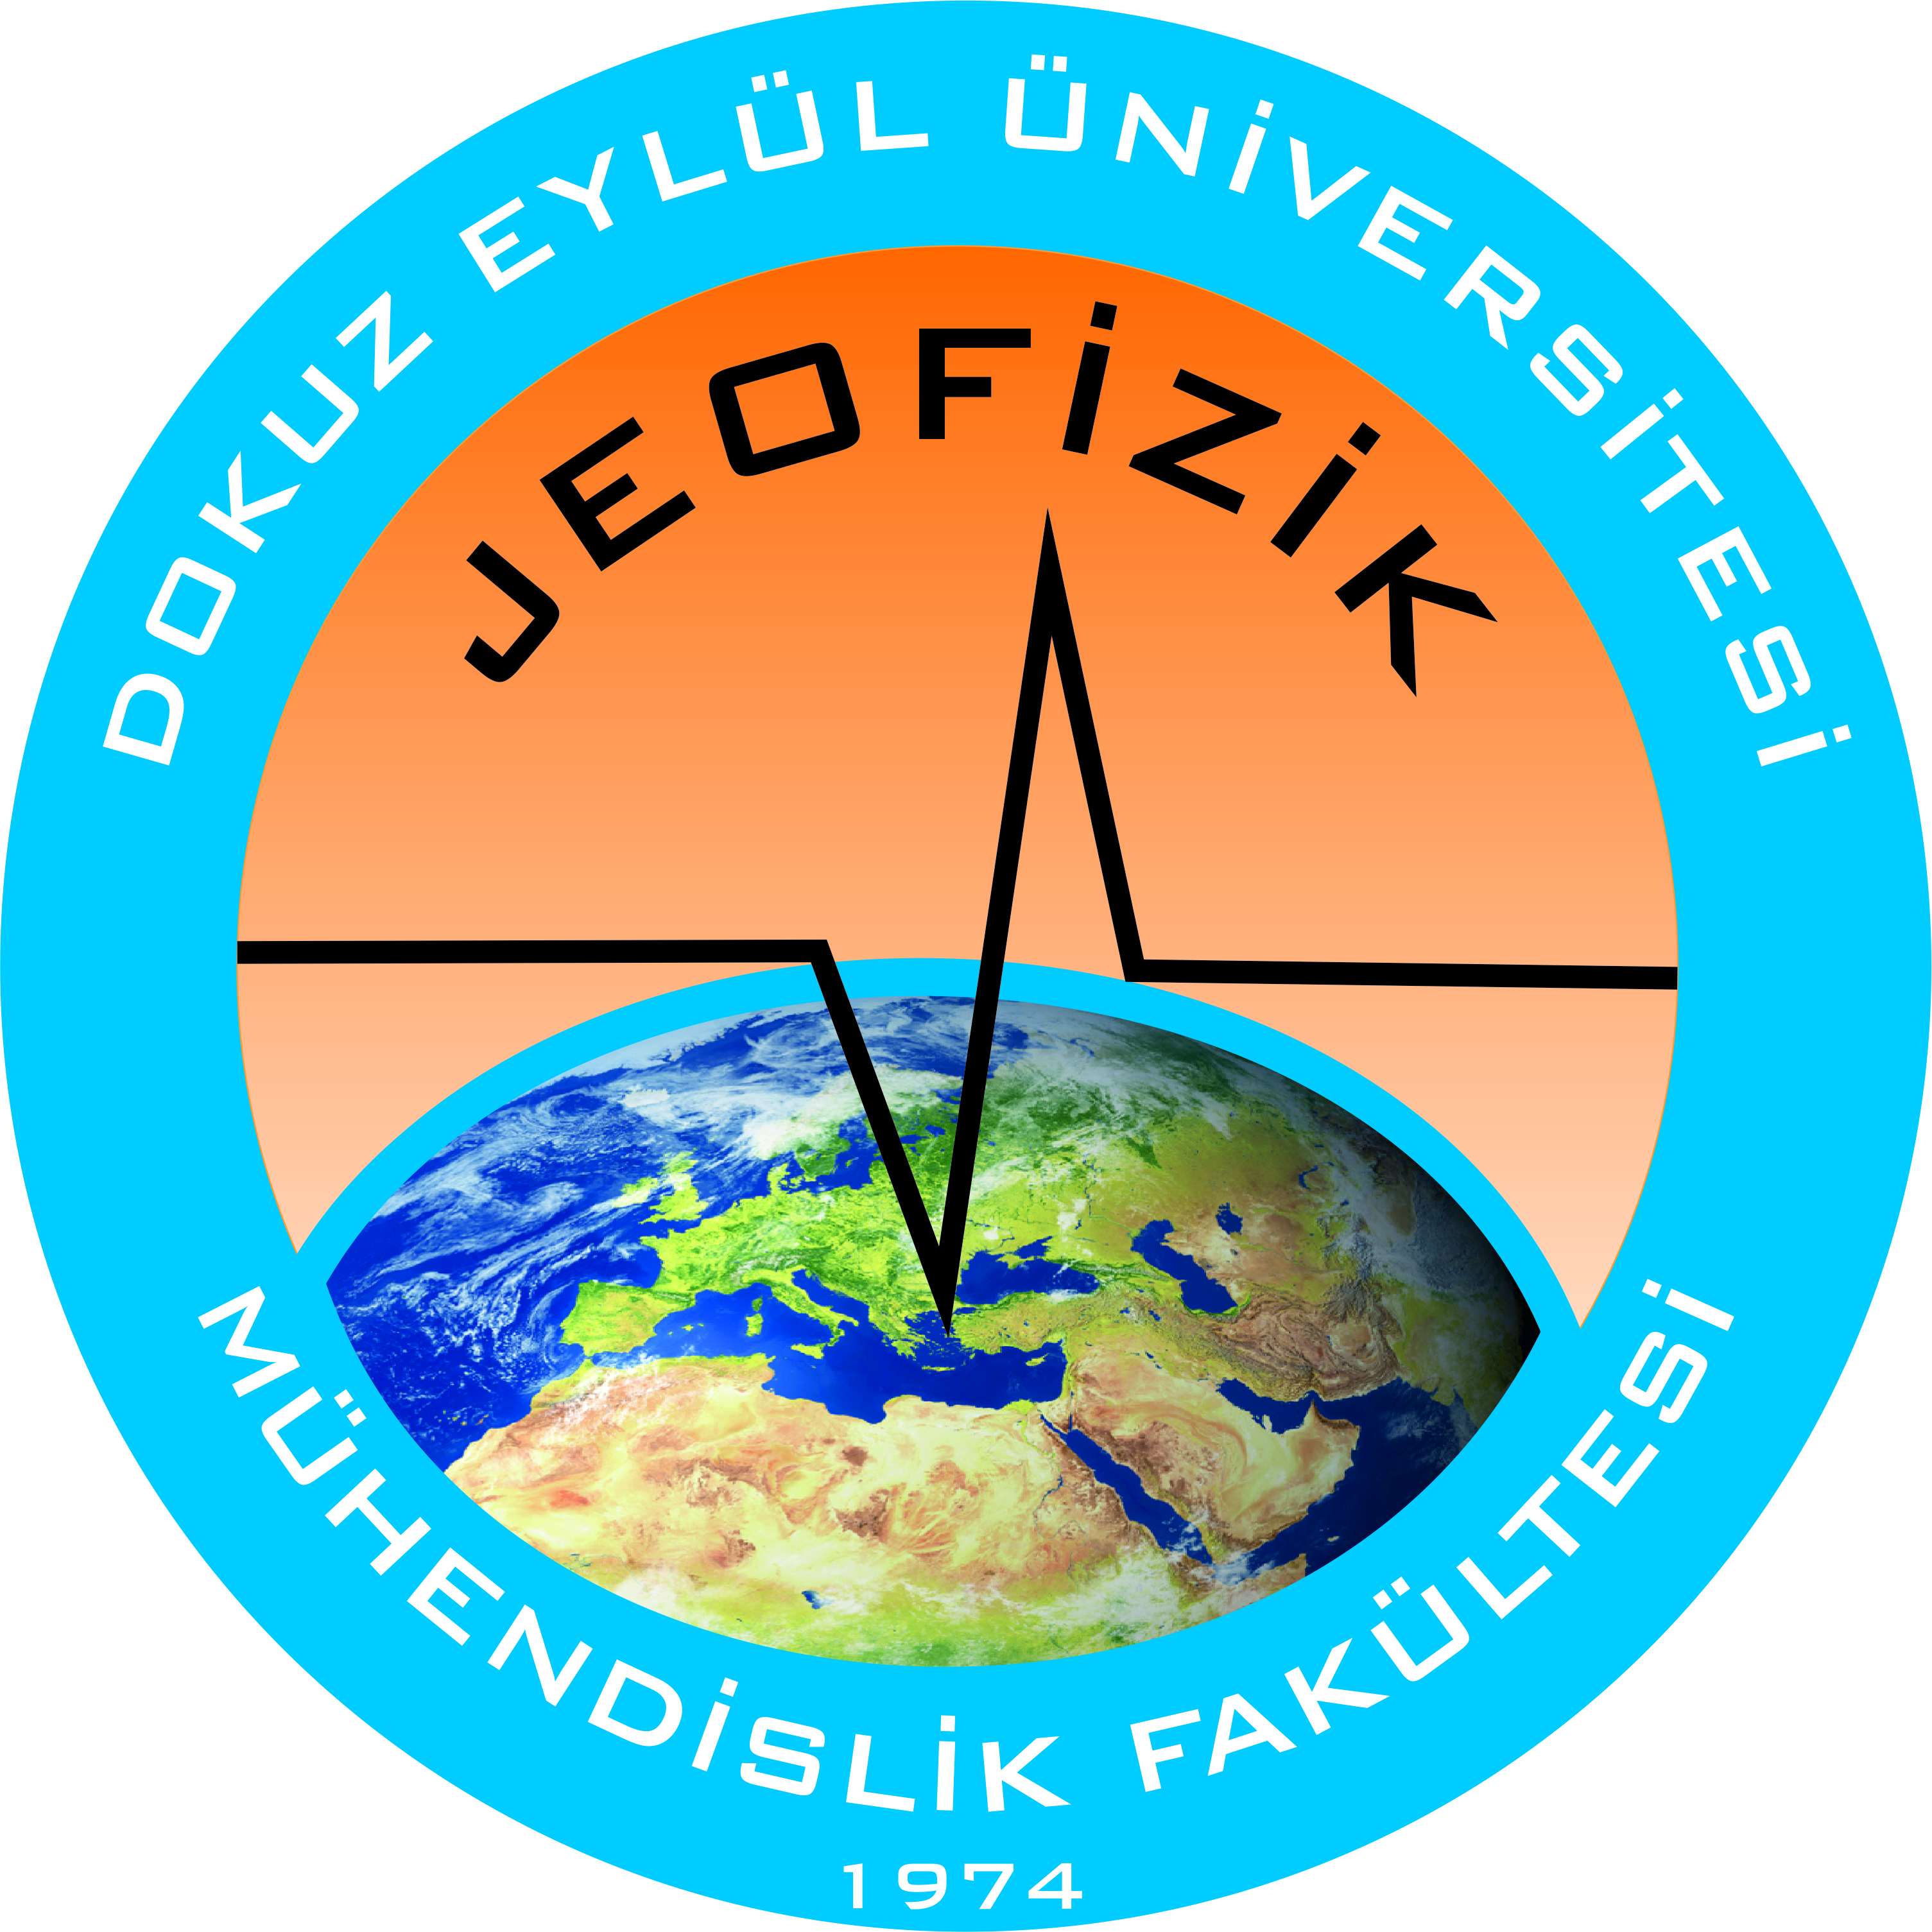 DOKUZ EYLÜL ÜNİVERSİTESİ
JEOFİZİK
MÜHENDİSLİK FAKÜLTESİ
1974